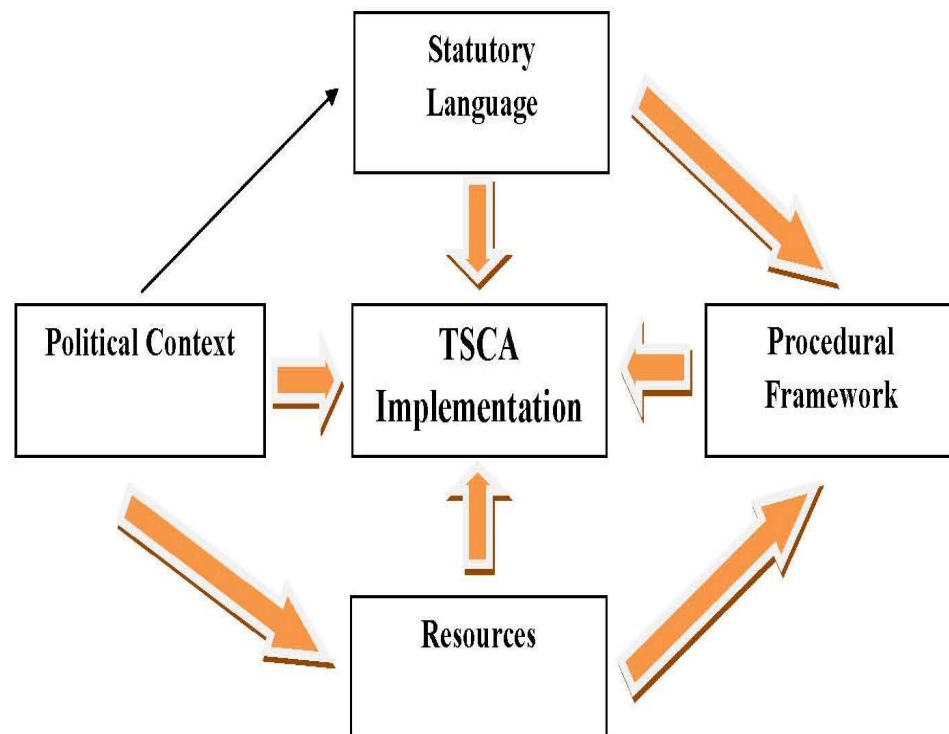 Statutory
Language
Political Context
TSCA
Implementation
Procedural
Framework
Resources